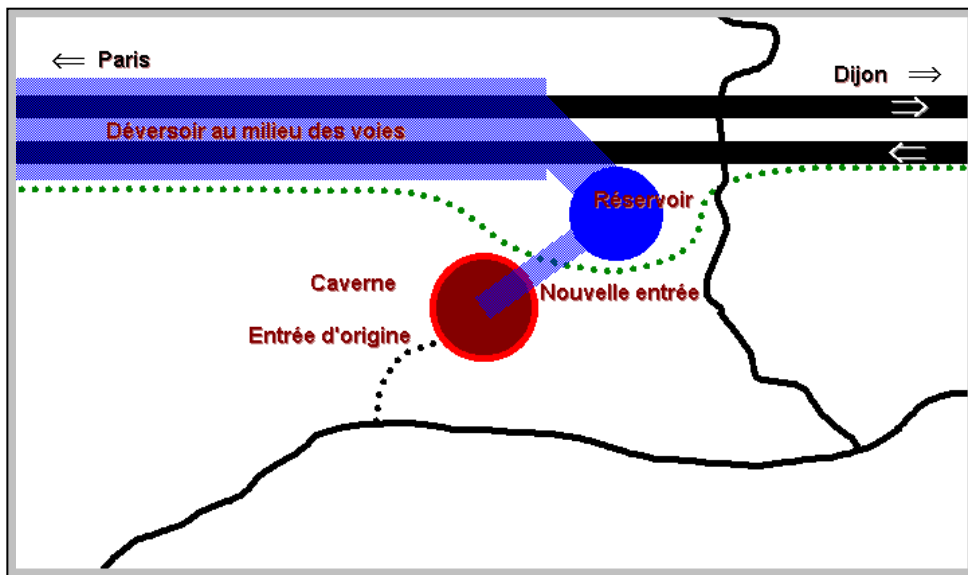 Paris
Dijon
Déversoir au milieu des voies
Réservoir
Caverne
Nouvelle entrée
Entrée d'origine